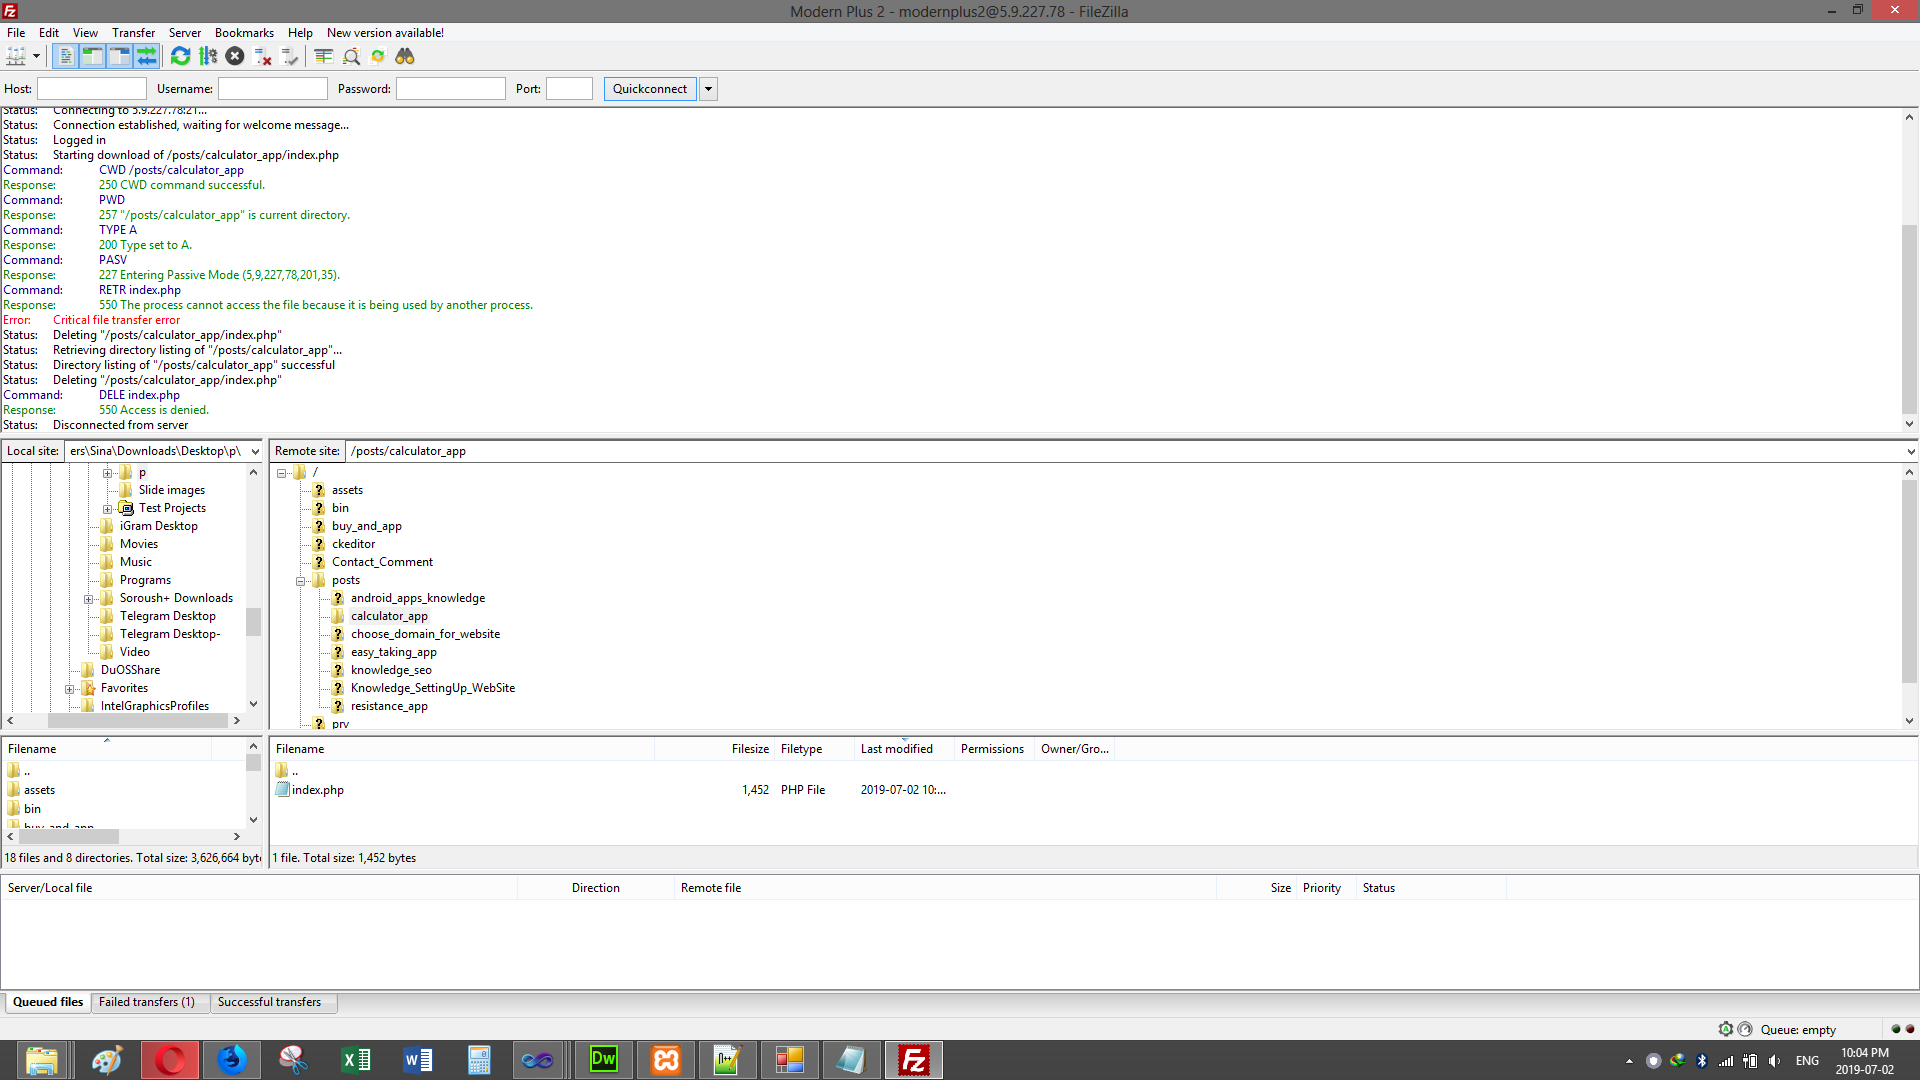 Modern Plus 2 - modernplus2@5.9.227.78 - FileZilla
File Edit View Transfer Server Bookmarks Help New version available!
Host: Username: Password: Port: Quickconnect
Status: Connecting to 5.9.227.78:21...
Status: Connection established, waiting for welcome message...
Status: Logged in
Status: Starting download of /posts/calculator_app/index.php
Command: CWD /posts/calculator_app
Response: 250 CWD command successful.
Command: PWD
Response: 257 "/posts/calculator_app" is current directory.
Command: TYPE A
Response: 200 Type set to A.
Command: PASV
Response: 227 Entering Passive Mode (5,9,227,78,201,35).
Command: RETR index.php
Response: 550 The process cannot access the file because it is being used by another process.
Error: Critical file transfer error
Status: Deleting "/posts/calculator_app/index.php"
Status: Retrieving directory listing of "/posts/calculator_app"...
Status: Directory listing of "/posts/calculator_app" successful
Status: Deleting "/posts/calculator_app/index.php"
Command: DELE index.php
Response: 550 Access is denied.
Status: Disconnected from server
Local site: ers\Sina\Downloads\Desktop\p\
p
Slide images
Test Projects
iGram Desktop
Movies
Music
Programs
Soroush+ Downloads
Telegram Desktop
Telegram Desktop-
Video
DuOSShare
Favorites
IntelGraphicsProfiles
Remote site: /posts/calculator_app
/
assets
bin
buy_and_app
ckeditor
Contact_Comment
posts
android_apps_knowledge
calculator_app
choose_domain_for_website
easy_taking_app
knowledge_seo
Knowledge_SettingUp_WebSite
resistance_app
prv
Filename
..
assets
bin
buy_and_app
18 files and 8 directories. Total size: 3,626,664 byte
Filename Filesize Filetype Last modified Permissions Owner/Gro...
..
index.php 1,452 PHP File 2019-07-02 10:...
1 file. Total size: 1,452 bytes
Server/Local file Direction Remote file Size Priority Status
Queued files Failed transfers (1) Successful transfers
Queue: empty
Dw
ENG
10:04 PM
2019-07-02